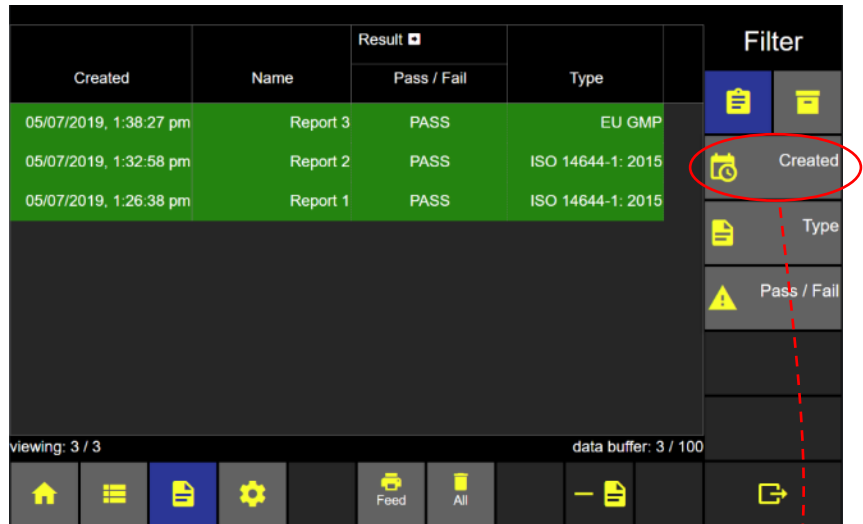 Result
Created Name Pass / Fail Type
05/07/2019, 1:38:27 pm Report 3 PASS EU GMP
05/07/2019, 1:32:58 pm Report 2 PASS ISO 14644-1: 2015
05/07/2019, 1:26:38 pm Report 1 PASS ISO 14644-1: 2015
viewing: 3 / 3 data buffer: 3 / 100
Feed All
Filter
Created
Type
Pass / Fail